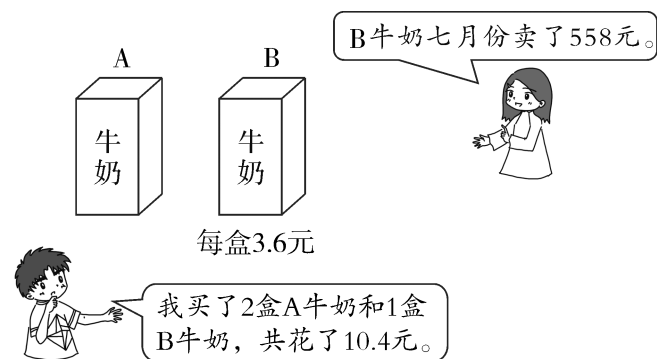 B牛奶七月份卖了558元。
A
B
牛奶
牛奶
每盒3.6元
我买了2盒A牛奶和1盒
B牛奶，共花了10.4元。